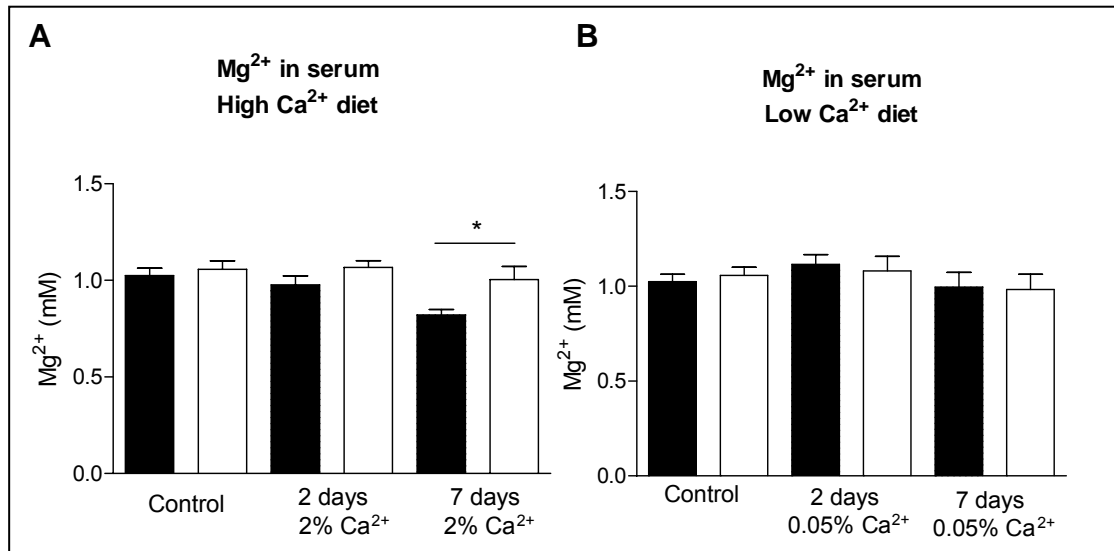 A
Mg²⁺ in serum
High Ca²⁺ diet
Mg²⁺ (mM)
1.5
1.0
0.5
0.0
*
Control
2 days
2% Ca²⁺
7 days
2% Ca²⁺
B
Mg²⁺ in serum
Low Ca²⁺ diet
Mg²⁺ (mM)
1.5
1.0
0.5
0.0
Control
2 days
0.05% Ca²⁺
7 days
0.05% Ca²⁺